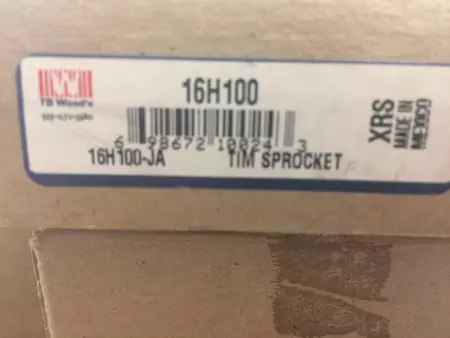 TB Wood's
16H100
6 98672 10024 3
16H100-JA TIM SPROCKET
XRS
MADE IN
MEXICO